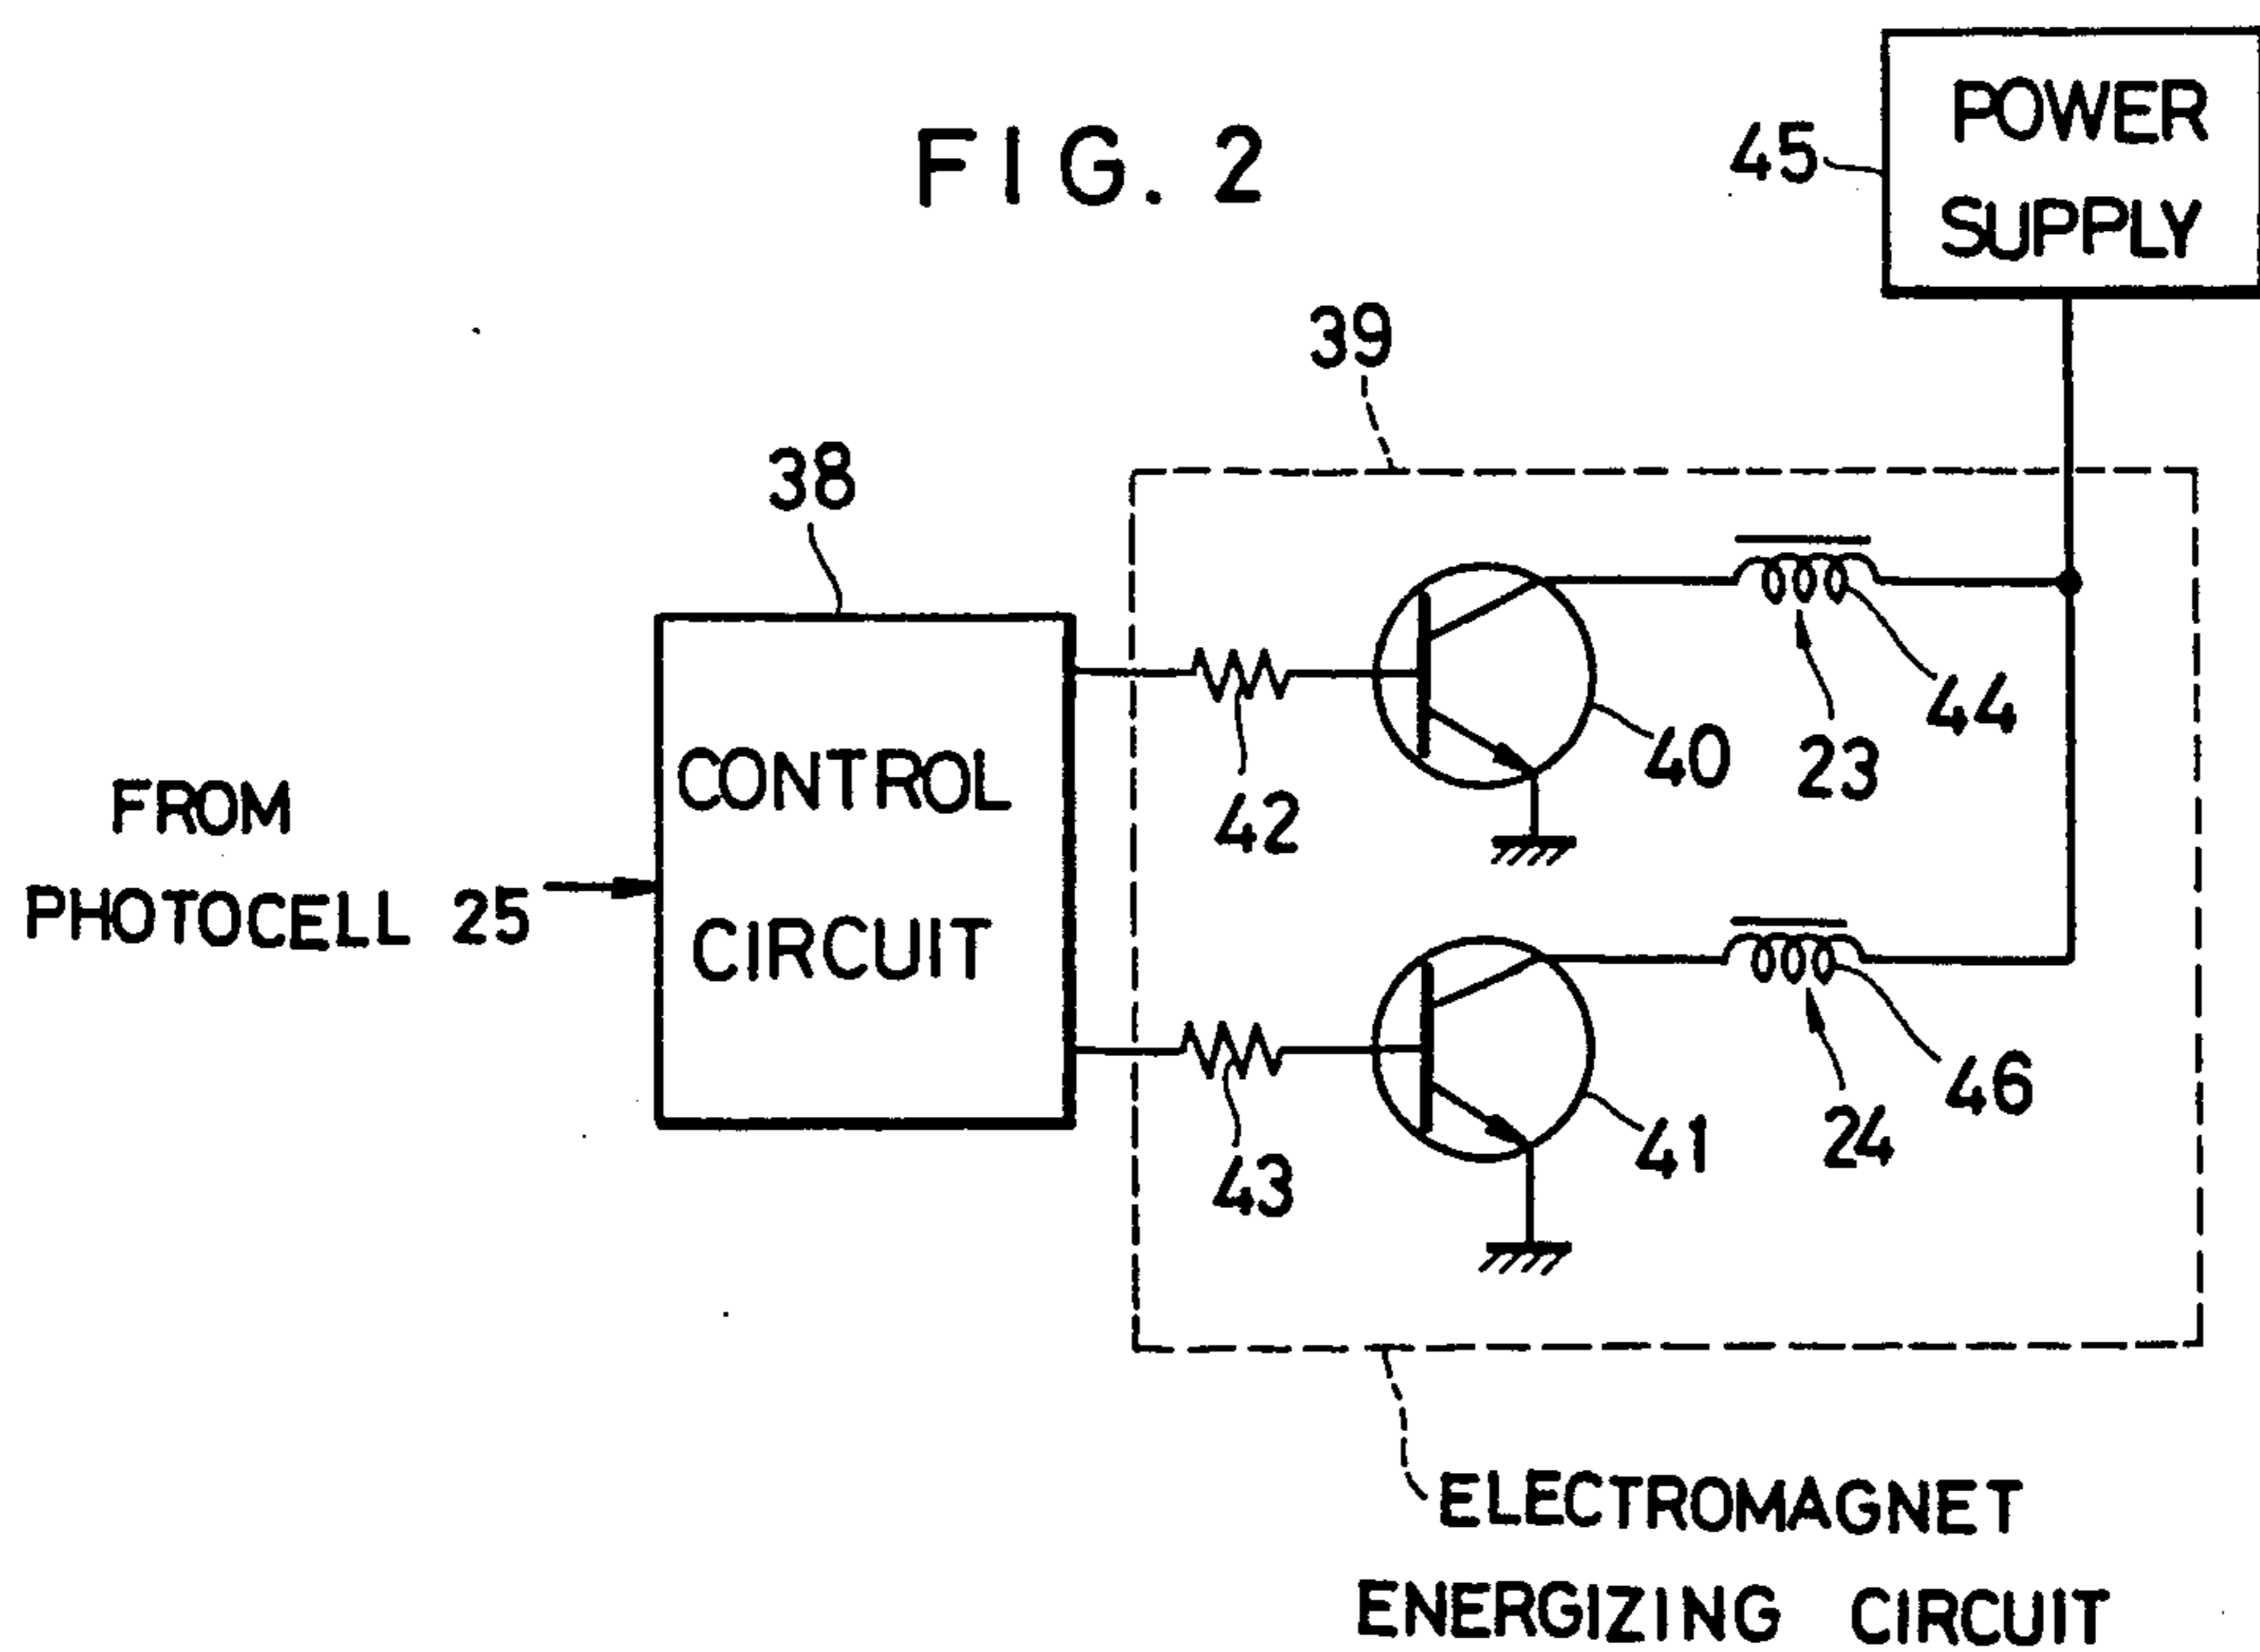 FIG. 2
POWER
SUPPLY
45
39
38
CONTROL
CIRCUIT
FROM
PHOTOCELL 25
42
40
23
44
43
41
24
46
ELECTROMAGNET
ENERGIZING CIRCUIT